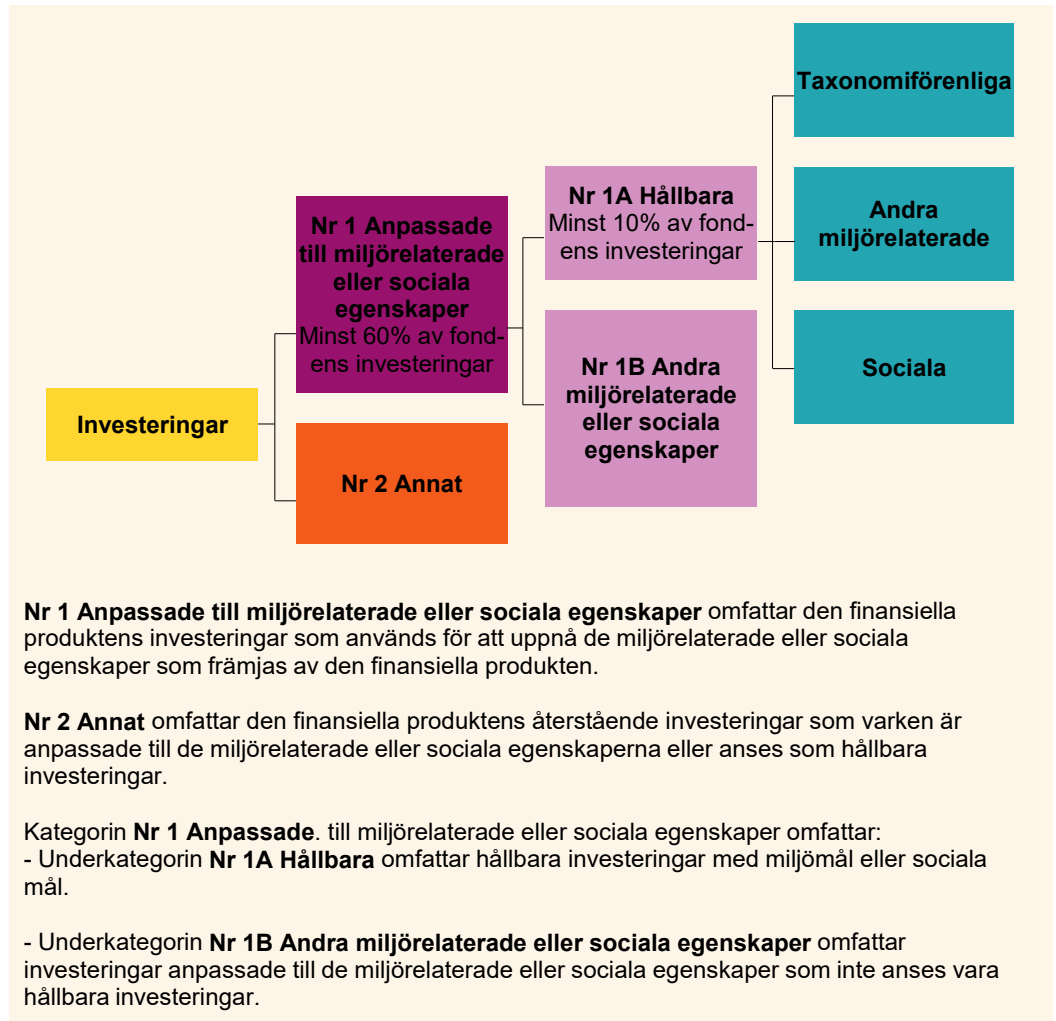 Taxonomiförenliga
Nr 1A Hållbara
Minst 10% av fond-
ens investeringar
Andra
miljörelaterade
Nr 1 Anpassade
till miljörelaterade
eller sociala
egenskaper
Minst 60% av fond-
ens investeringar
Nr 1B Andra
miljörelaterade
eller sociala
egenskaper
Sociala
Investeringar
Nr 2 Annat
Nr 1 Anpassade till miljörelaterade eller sociala egenskaper omfattar den finansiella
produktens investeringar som används för att uppnå de miljörelaterade eller sociala
egenskaper som främjas av den finansiella produkten.
Nr 2 Annat omfattar den finansiella produktens återstående investeringar som varken är
anpassade till de miljörelaterade eller sociala egenskaperna eller anses som hållbara
investeringar.
Kategorin Nr 1 Anpassade. till miljörelaterade eller sociala egenskaper omfattar:
- Underkategorin Nr 1A Hållbara omfattar hållbara investeringar med miljömål eller sociala
mål.
- Underkategorin Nr 1B Andra miljörelaterade eller sociala egenskaper omfattar
investeringar anpassade till de miljörelaterade eller sociala egenskaper som inte anses vara
hållbara investeringar.